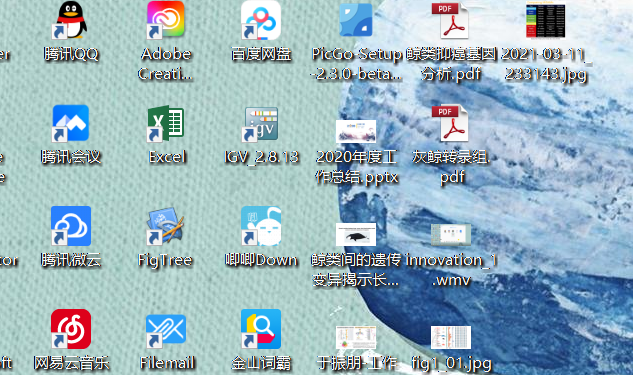 er
腾讯QQ
Adobe
Creati...
百度网盘
PicGo-Setup
-2.3.0-beta...
鲸类抑癌基因
分析.pdf
2021-03-11_
233143.jpg
e
腾讯会议
Excel
IGV_2.8.13
2020年度工
作总结.pptx
灰鲸转录组.
pdf
tor
腾讯微云
FigTree
唧唧Down
鲸类间的遗传
变异揭示长...
innovation_1
.wmv
ft
网易云音乐
Filemail
金山词霸
于振朋-工作
fig1_01.jpg